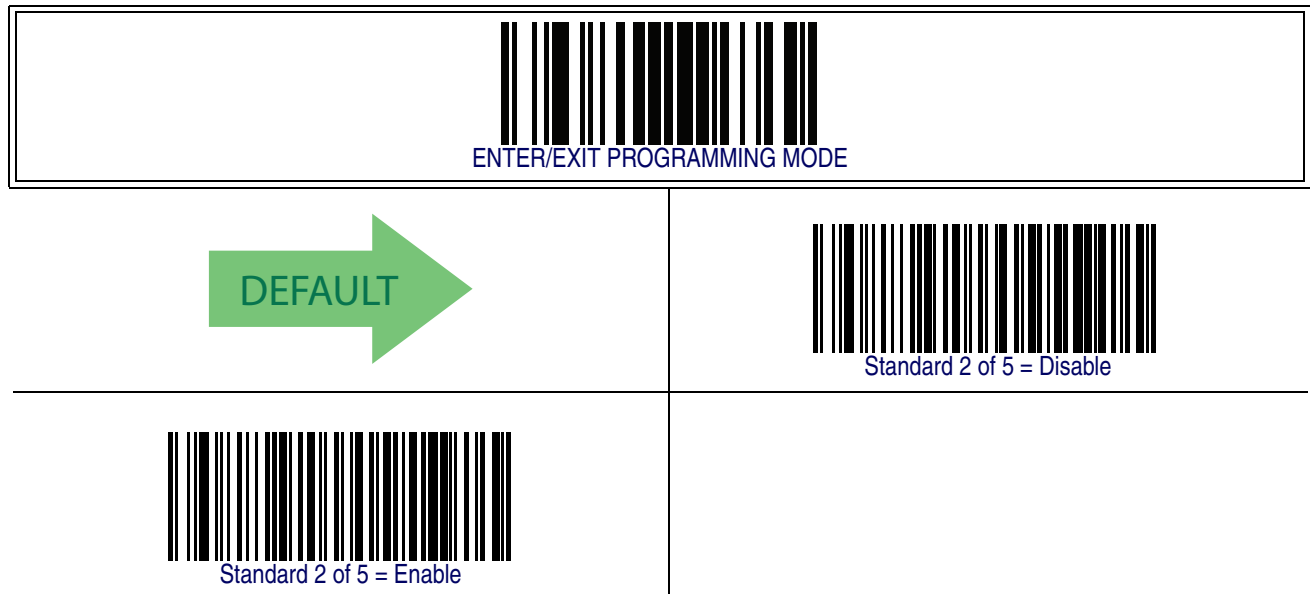 ENTER/EXIT PROGRAMMING MODE
DEFAULT
Standard 2 of 5 = Disable
Standard 2 of 5 = Enable